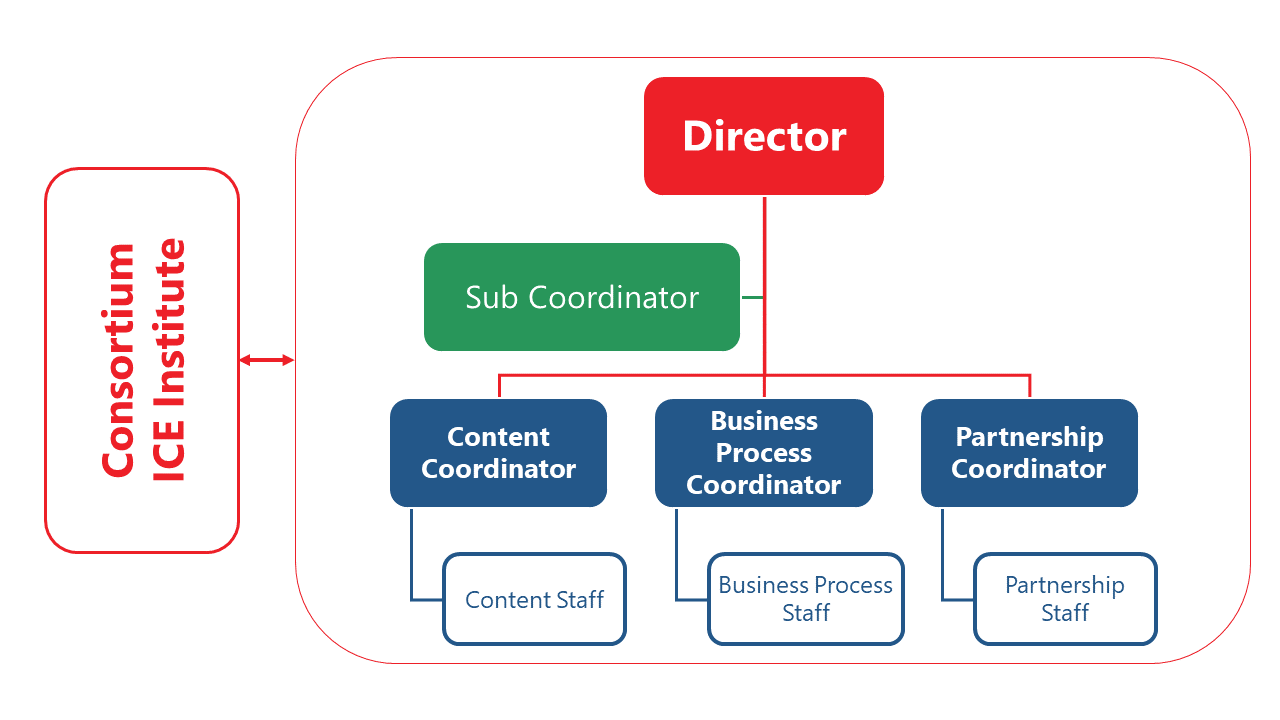 Consortium
ICE Institute
Director
Sub Coordinator
Content
Coordinator
Business
Process
Coordinator
Partnership
Coordinator
Content Staff
Business Process
Staff
Partnership
Staff